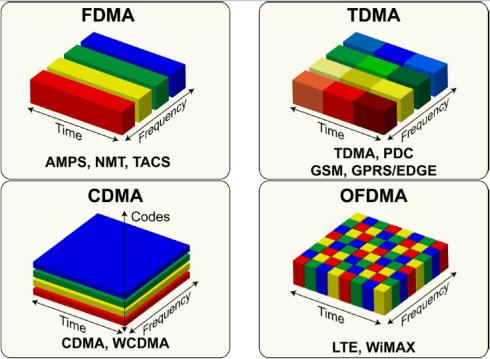 FDMA
Time
Frequency
AMPS, NMT, TACS
TDMA
Time
Frequency
TDMA, PDC
GSM, GPRS/EDGE
CDMA
Codes
Time
Frequency
CDMA, WCDMA
OFDMA
Time
Frequency
LTE, WiMAX